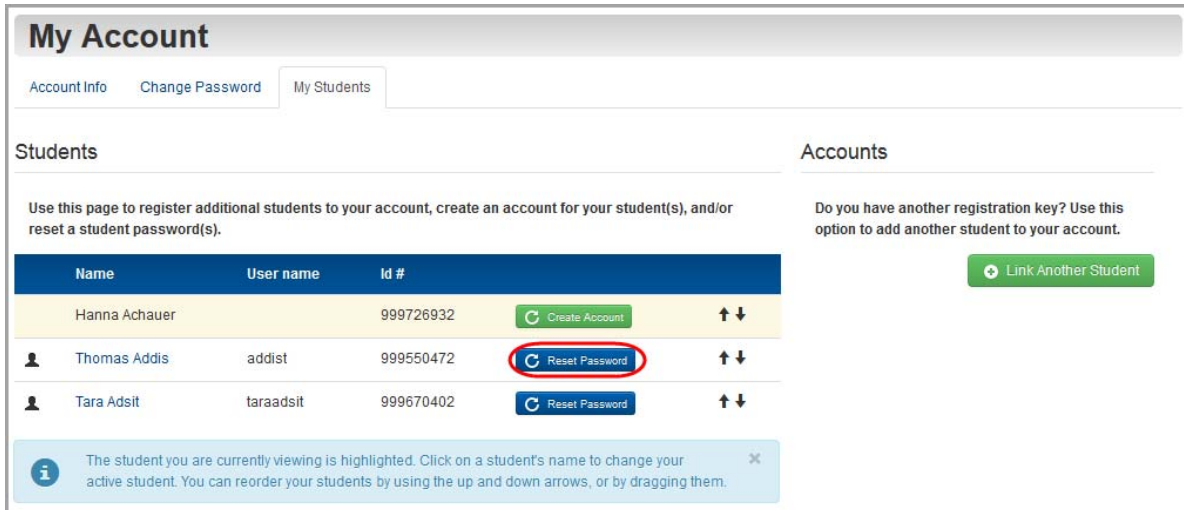 My Account
Account Info Change Password My Students
Students
Use this page to register additional students to your account, create an account for your student(s), and/or
reset a student password(s).
Name User name Id #
Hanna Achauer 999726932 Create Account
Thomas Addis addist 999550472 Reset Password
Tara Adsit taraadsit 999670402 Reset Password
The student you are currently viewing is highlighted. Click on a student's name to change your
active student. You can reorder your students by using the up and down arrows, or by dragging them.
Accounts
Do you have another registration key? Use this
option to add another student to your account.
Link Another Student